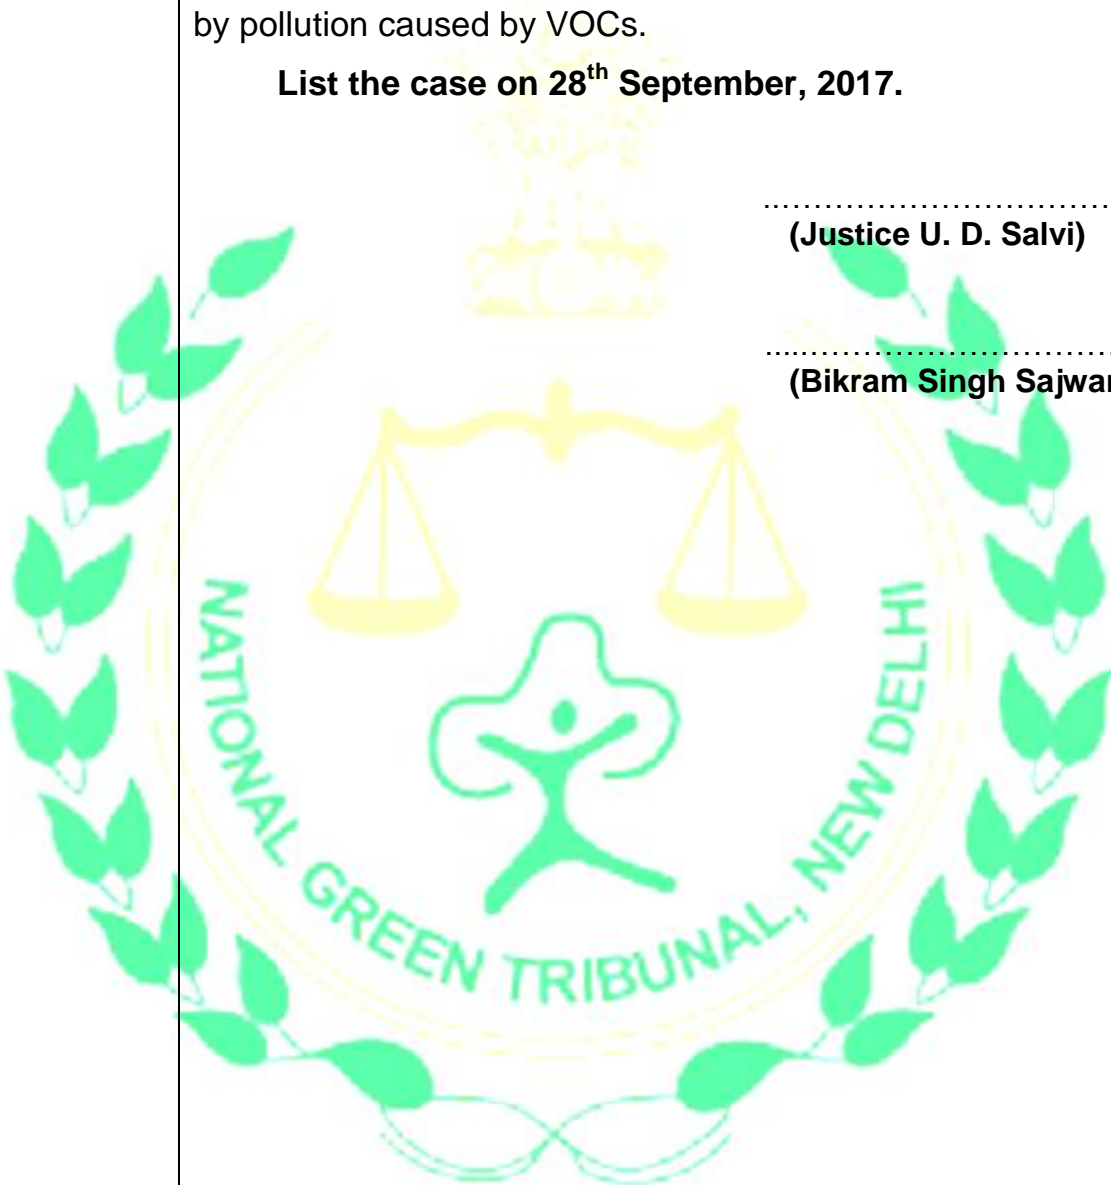 by pollution caused by VOCs.
List the case on 28th September, 2017.
………………………………
(Justice U. D. Salvi)
………………………………
(Bikram Singh Sajwan
NATIONAL GREEN TRIBUNAL, NEW DELHI